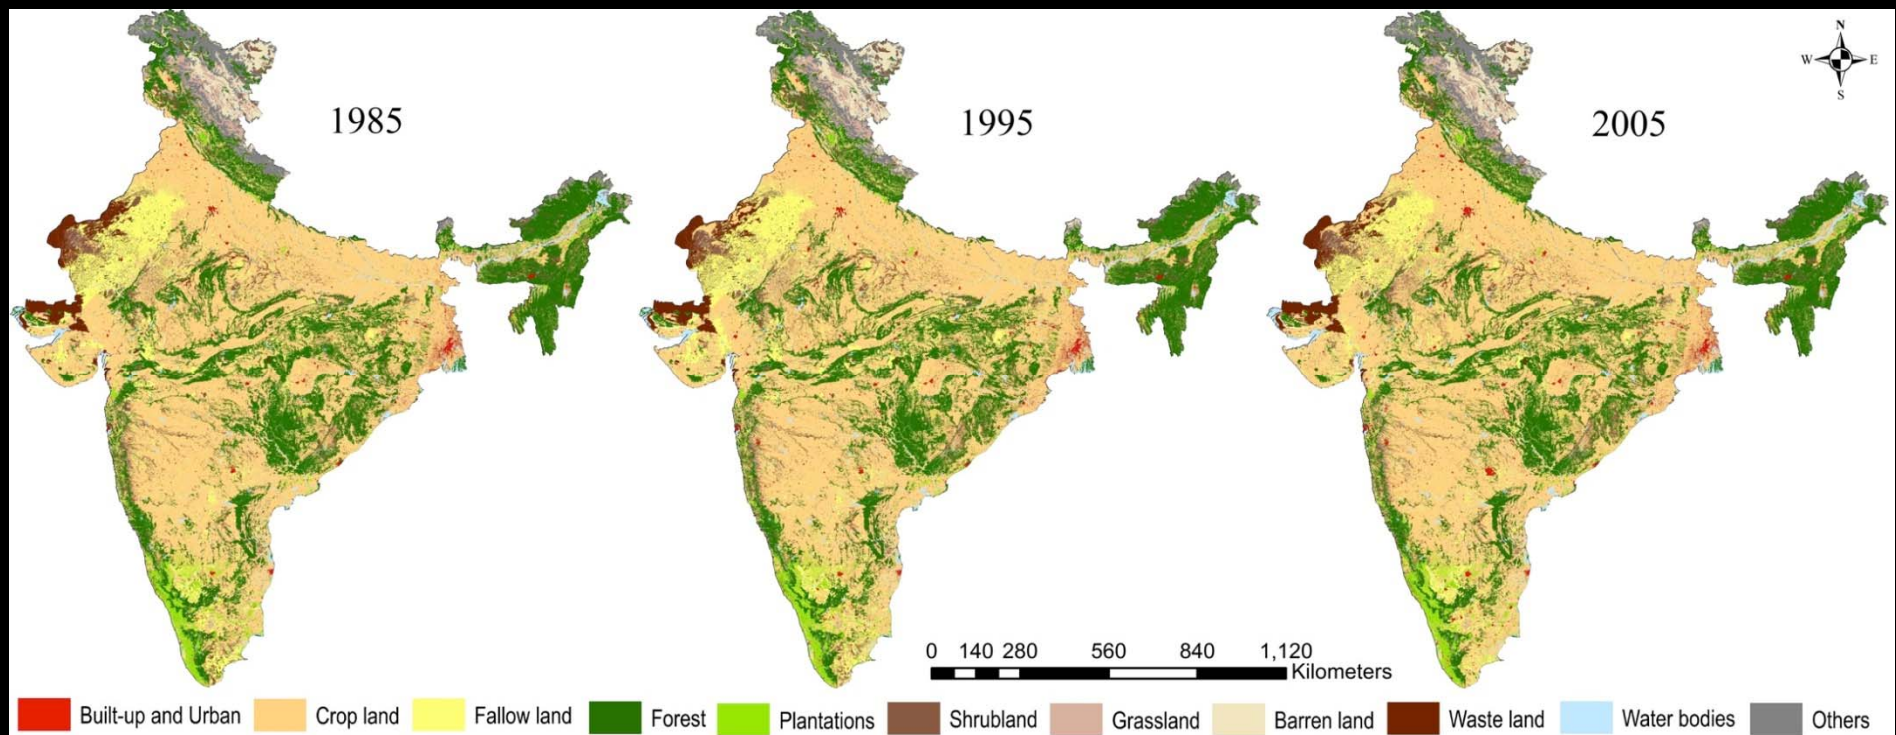 1985
1995
2005
N
W E
S
0 140 280 560 840 1,120
Kilometers
Built-up and Urban Crop land Fallow land Forest Plantations Shrubland Grassland Barren land Waste land Water bodies Others